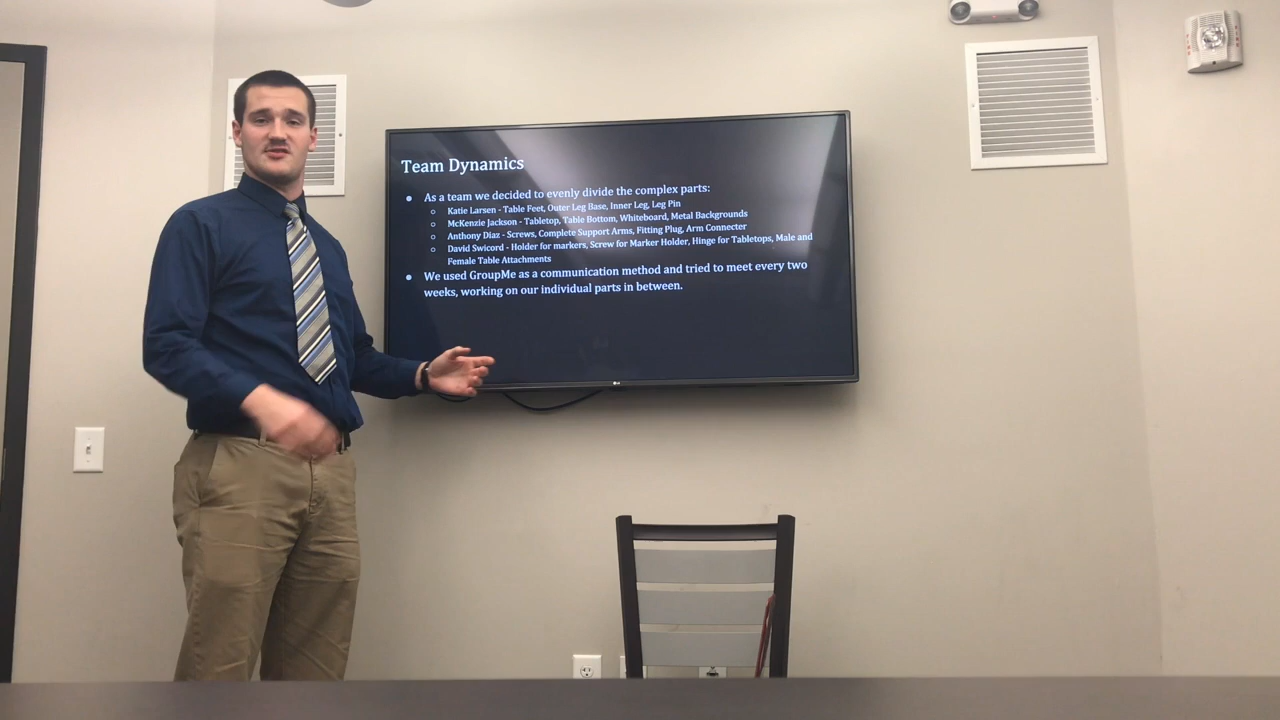 Team Dynamics
● As a team we decided to evenly divide the complex parts:
○ Katie Larsen - Table Feet, Outer Leg Base, Inner Leg, Leg Pin
○ McKenzie Jackson - Tabletop, Table Bottom, Whiteboard, Metal Backgrounds
○ Anthony Diaz - Screws, Complete Support Arms, Fitting Plug, Arm Connecter
○ David Swicord - Holder for markers, Screw for Marker Holder, Hinge for Tabletops, Male and
Female Table Attachments
● We used GroupMe as a communication method and tried to meet every two
weeks, working on our individual parts in between.
LG